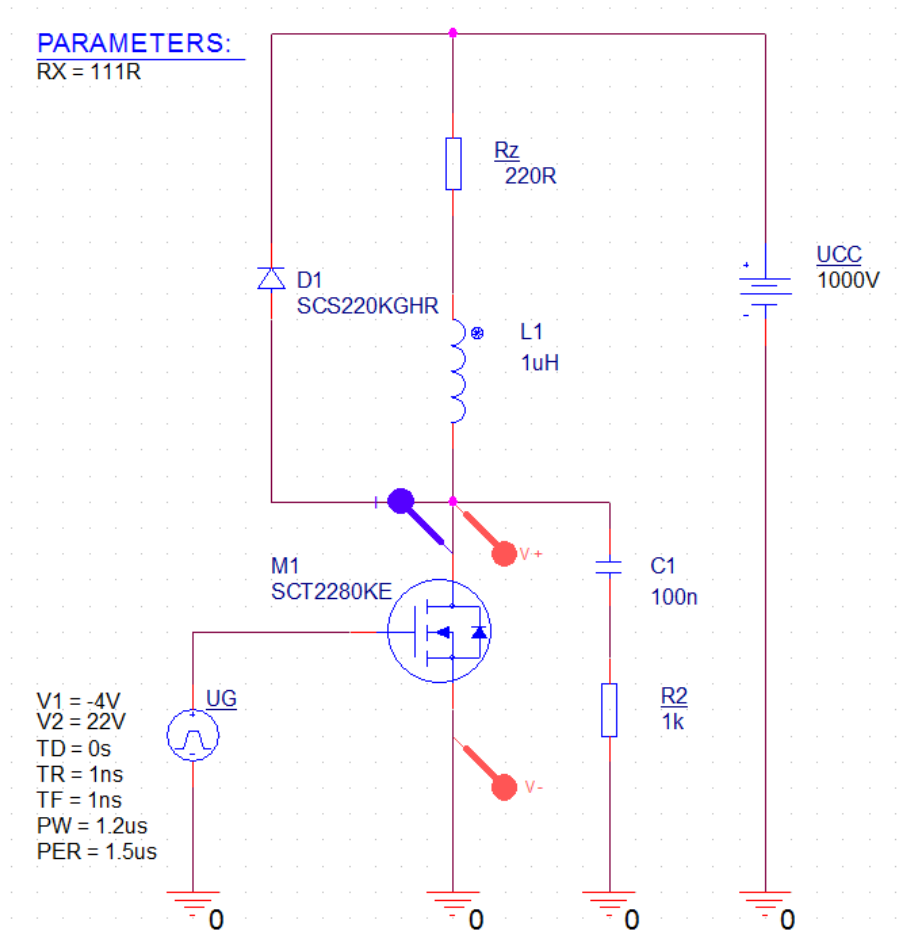 PARAMETERS:
RX = 111R
Rz
220R
UCC
1000V
D1
SCS220KGHR
L1
1uH
V+
M1
SCT2280KE
C1
100n
UG
V1 = -4V
V2 = 22V
TD = 0s
TR = 1ns
TF = 1ns
PW = 1.2us
PER = 1.5us
R2
1k
V-
0
0
0
0